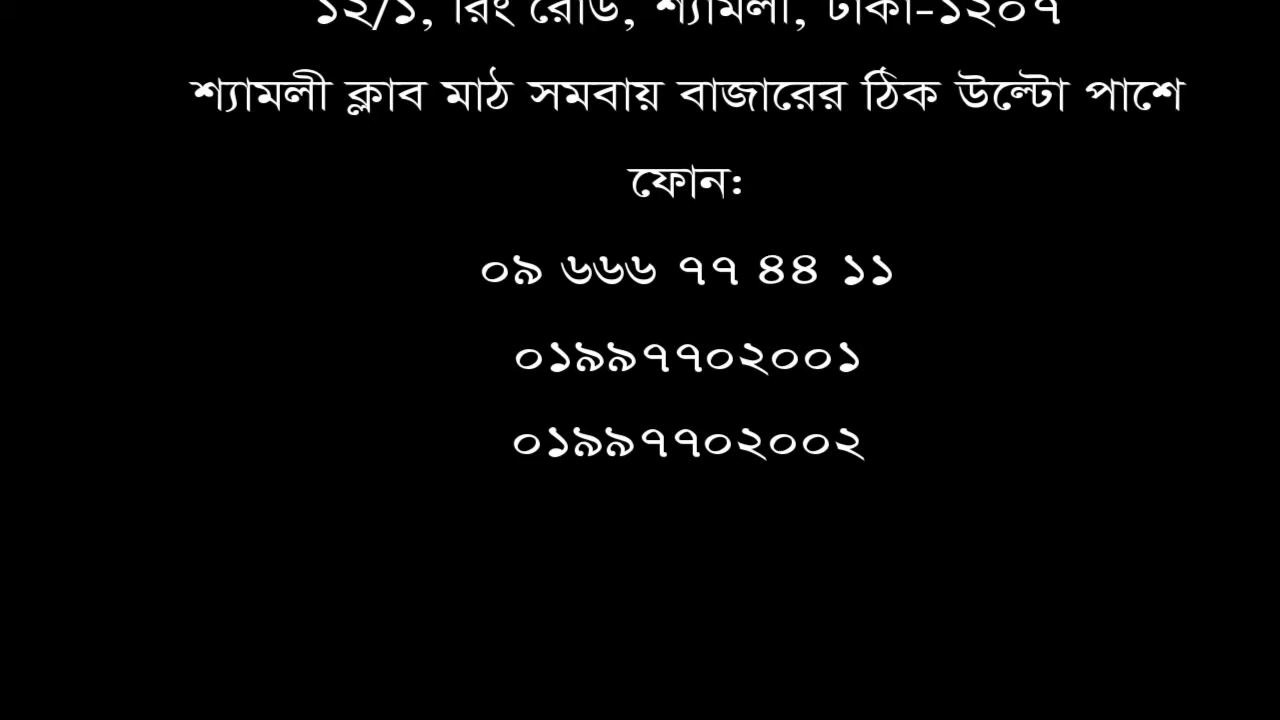 ১২/১, রিং রোড, শ্যামলী, ঢাকা-১২০৭
শ্যামলী ক্লাব মাঠ সমবায় বাজারের ঠিক উল্টো পাশে
ফোন:
০৯ ৬৬৬ ৭৭ ৪৪ ১১
০১৯৯৭৭০২০০১
০১৯৯৭৭০২০০২